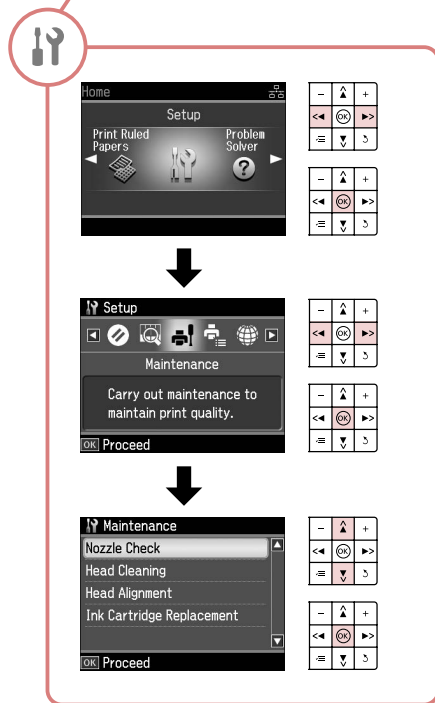 Home
Setup
Print Ruled
Papers
Problem
Solver
?
- +
OK
- +
OK
Setup
Maintenance
Carry out maintenance to
maintain print quality.
OK Proceed
- +
OK
- +
OK
Maintenance
Nozzle Check
Head Cleaning
Head Alignment
Ink Cartridge Replacement
OK Proceed
- +
OK
- +
OK